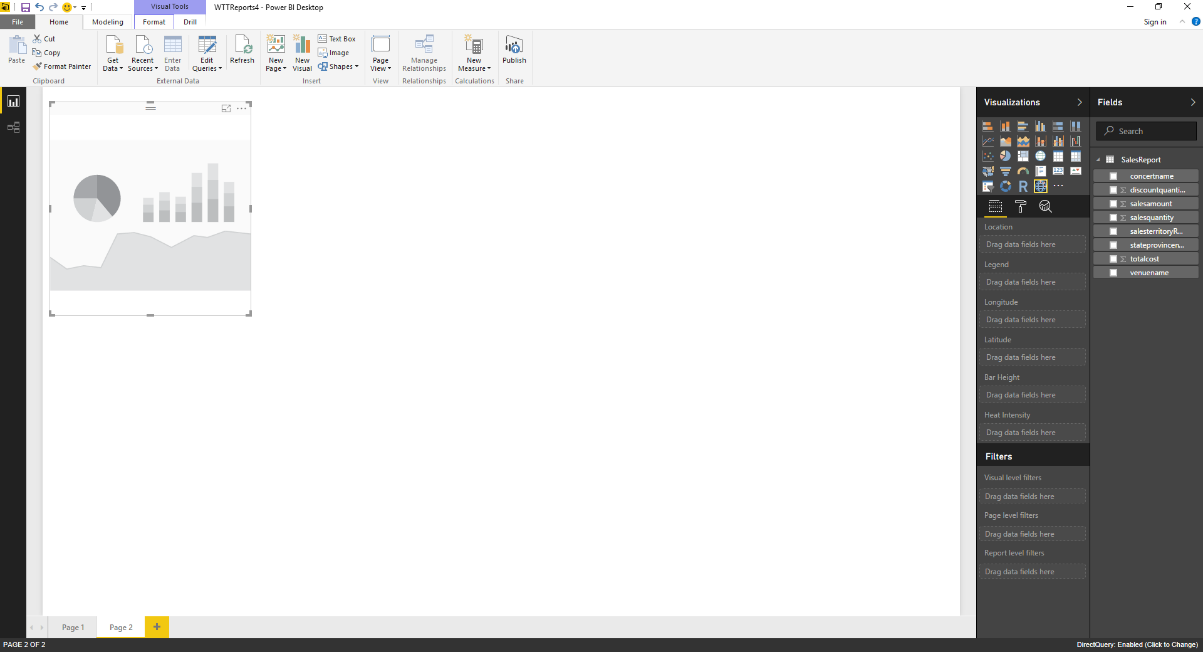 Visual Tools
WTTReports4 - Power BI Desktop
File
Home
Modeling
Format
Drill
Sign in
Paste
Cut
Copy
Format Painter
Clipboard
Get Data
Recent Sources
Enter Data
Edit Queries
Refresh
External Data
New Page
New Visual
Text Box
Image
Shapes
Insert
Page View
View
Manage Relationships
Relationships
New Measure
Calculations
Publish
Share
Visualizations
R
Location
Drag data fields here
Legend
Drag data fields here
Longitude
Drag data fields here
Latitude
Drag data fields here
Bar Height
Drag data fields here
Heat Intensity
Drag data fields here
Filters
Visual level filters
Drag data fields here
Page level filters
Drag data fields here
Report level filters
Drag data fields here
Fields
Search
SalesReport
concertname
Σ discountquanti...
Σ salesamount
Σ salesquantity
salesterritoryR...
stateprovincen...
Σ totalcost
venuename
Page 1
Page 2
+
PAGE 2 OF 2
DirectQuery: Enabled (Click to Change)